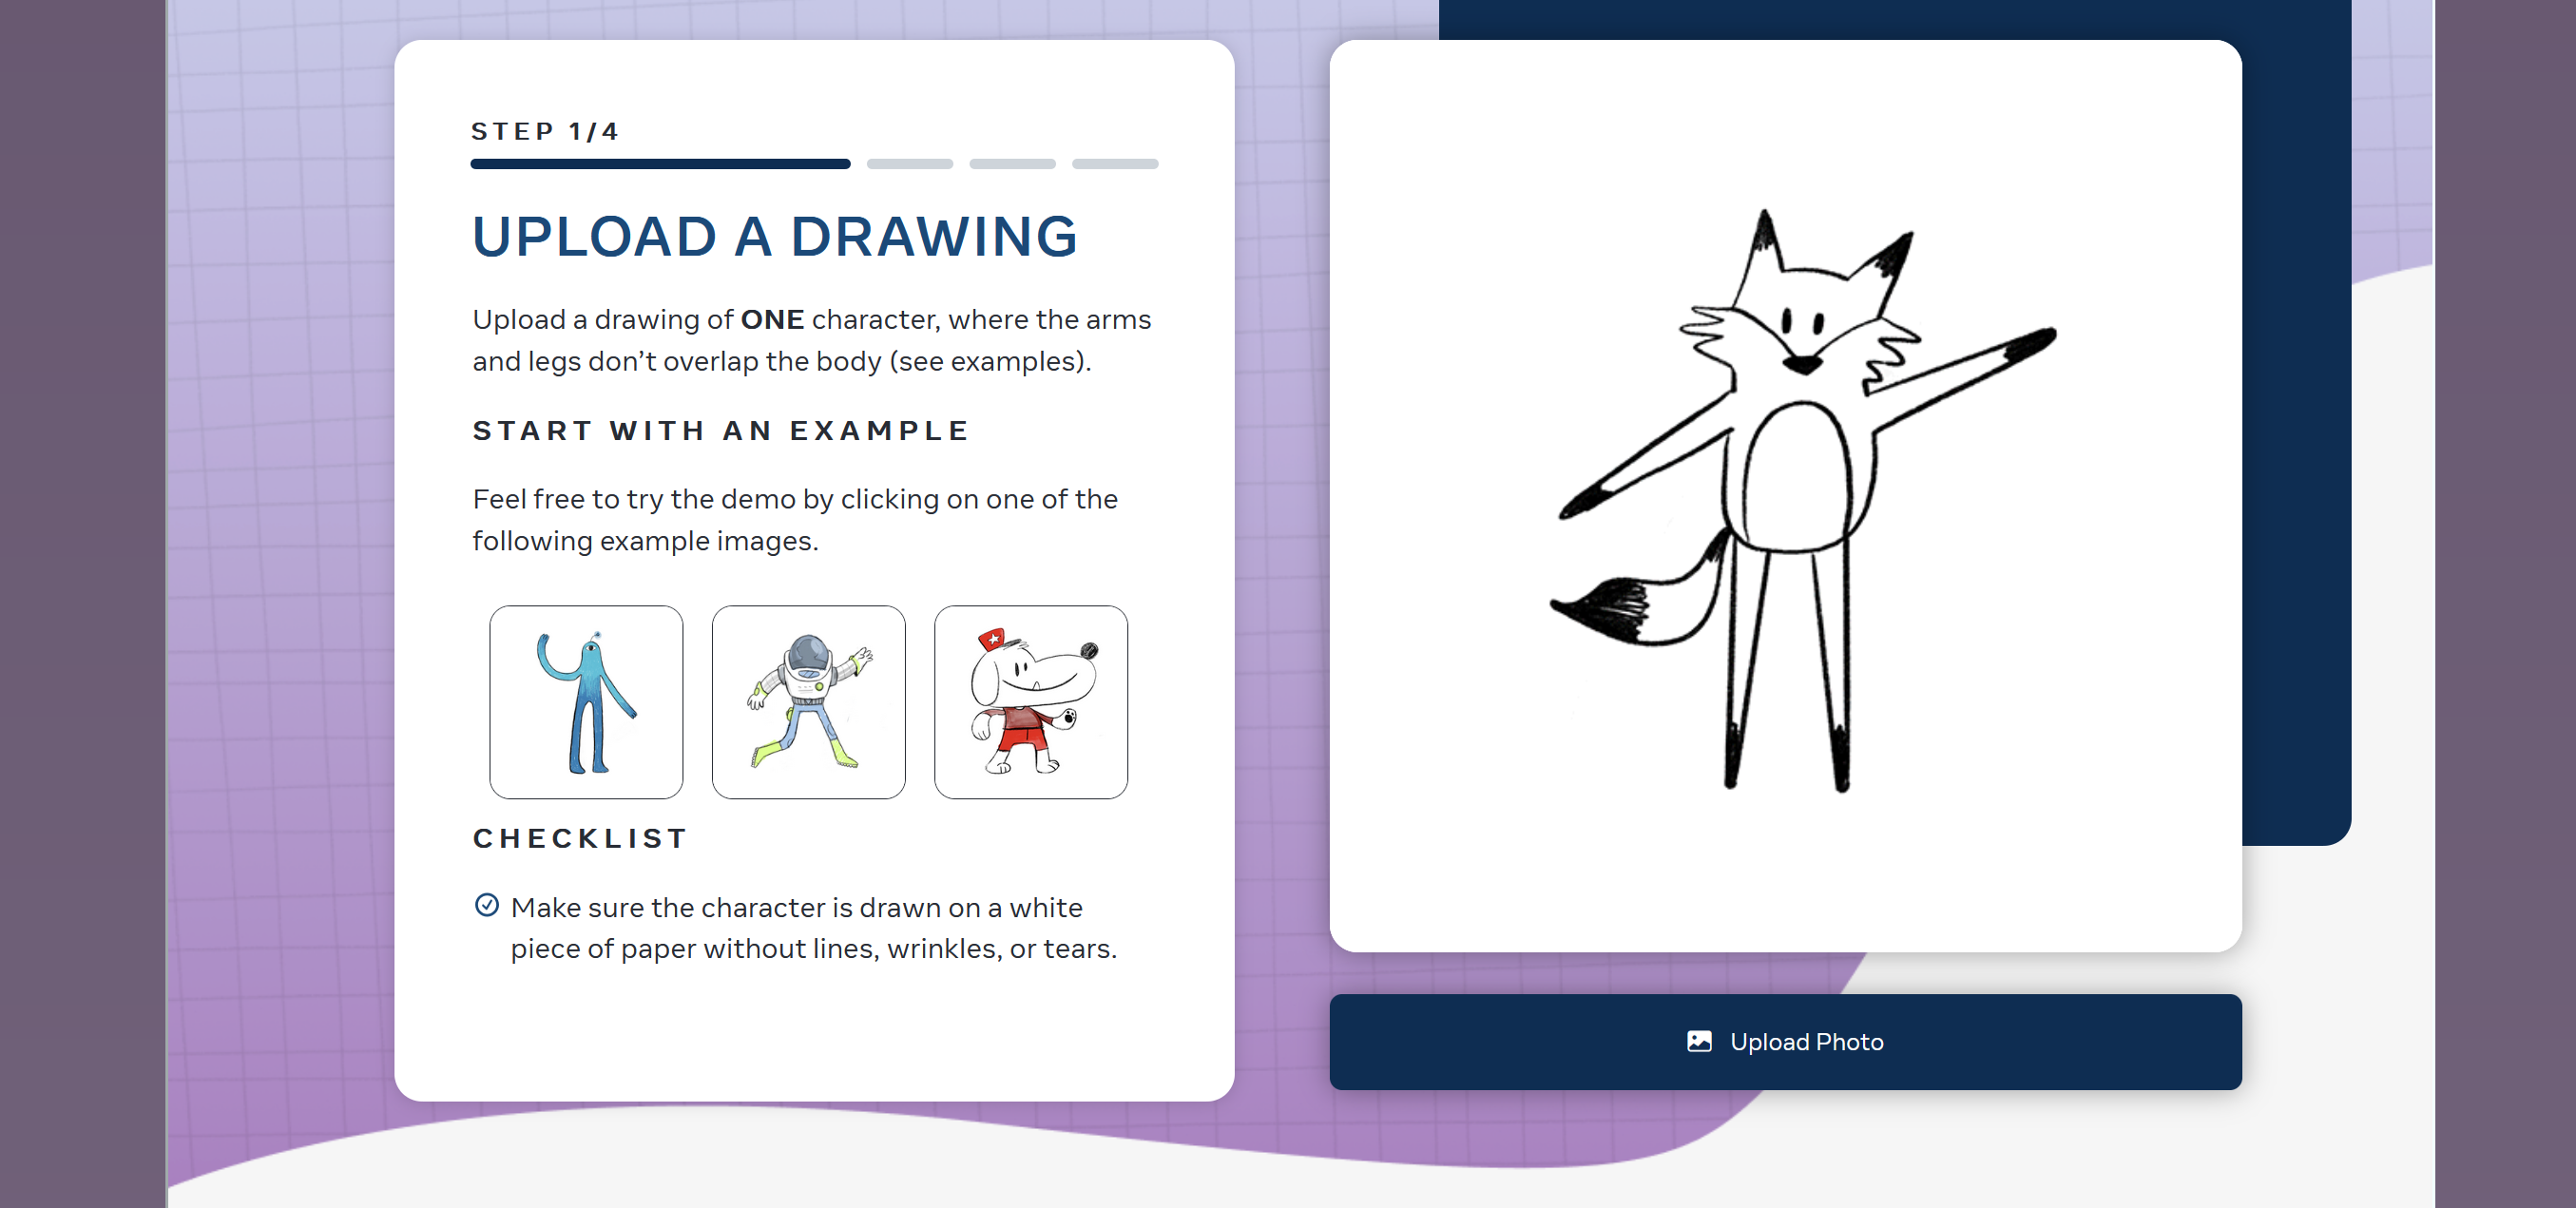 STEP 1/4
UPLOAD A DRAWING
Upload a drawing of ONE character, where the arms
and legs don’t overlap the body (see examples).
START WITH AN EXAMPLE
Feel free to try the demo by clicking on one of the
following example images.
CHECKLIST
Make sure the character is drawn on a white
piece of paper without lines, wrinkles, or tears.
Upload Photo